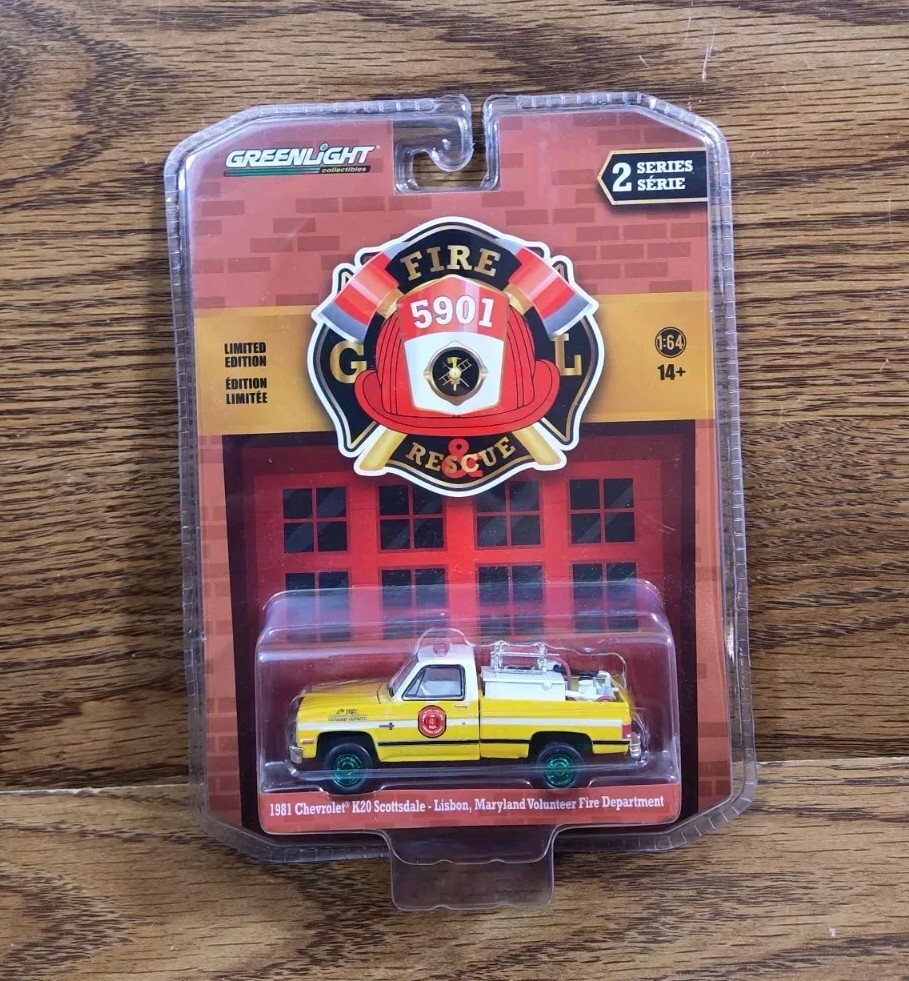 GREENLiGHT
collectibles
2 SERIES
SÉRIE
FIRE
5901
G L
LIMITED
EDITION
ÉDITION
LIMITÉE
1:64
14+
&
RESCUE
1981 Chevrolet® K20 Scottsdale - Lisbon, Maryland Volunteer Fire Department